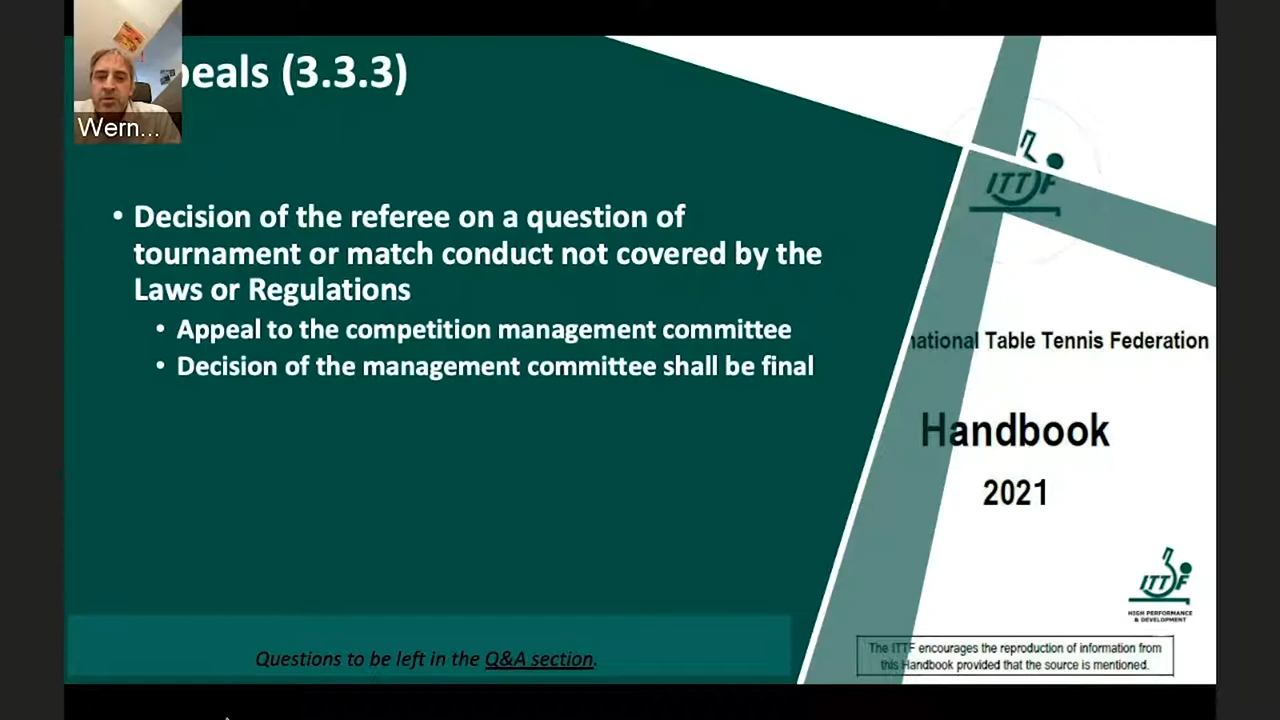 peals (3.3.3)
Wern...
• Decision of the referee on a question of
tournament or match conduct not covered by the
Laws or Regulations
• Appeal to the competition management committee
• Decision of the management committee shall be final
ITTF
national Table Tennis Federation
Handbook
2021
ITTF
HIGH PERFORMANCE
& DEVELOPMENT
The ITTF encourages the reproduction of information from
this Handbook provided that the source is mentioned.
Questions to be left in the Q&A section.